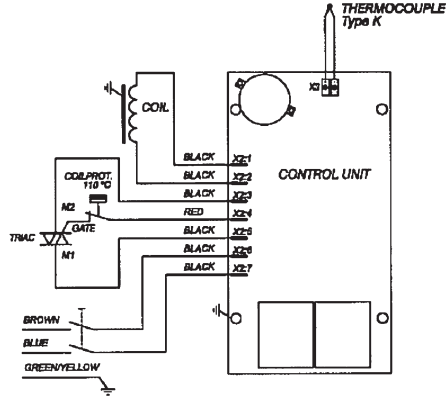 THERMOCOUPLE
Type K
X3
COIL
BLACK X2:1
CONTROL UNIT
BLACK X2:2
COILPROT.
110 °C
BLACK X2:3
M2
RED X2:4
GATE
TRIAC
BLACK X2:5
M1
BLACK X2:6
BLACK X2:7
BROWN
BLUE
GREEN/YELLOW